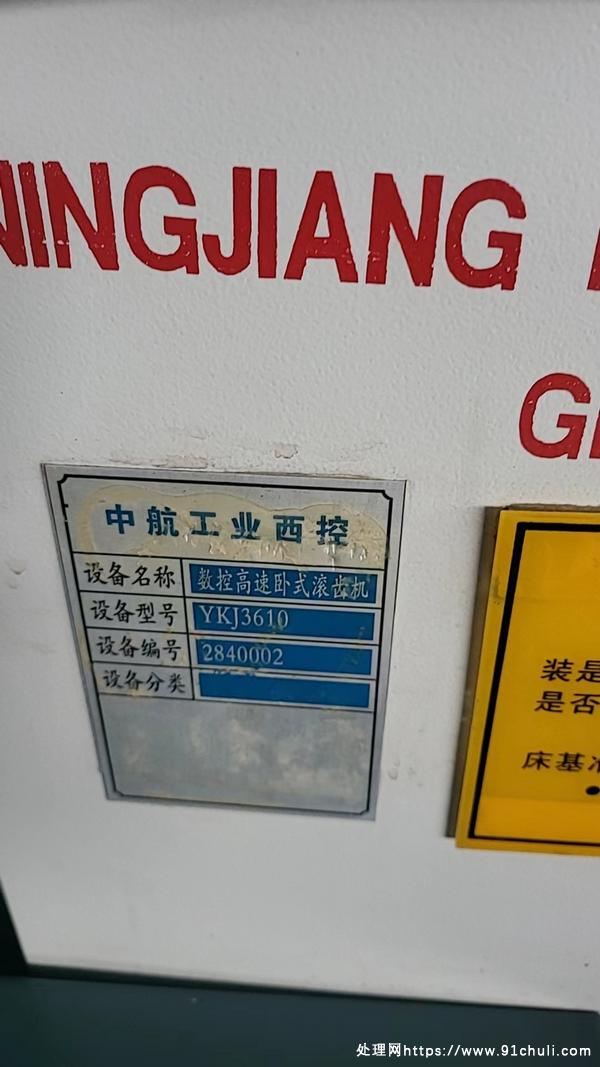 NINGJIANG
中航工业西控
设备名称 数控高速卧式滚齿机
设备型号 YKJ3610
设备编号 2840002
设备分类
装是
是否
床基准
处理网https://www.91chuli.com